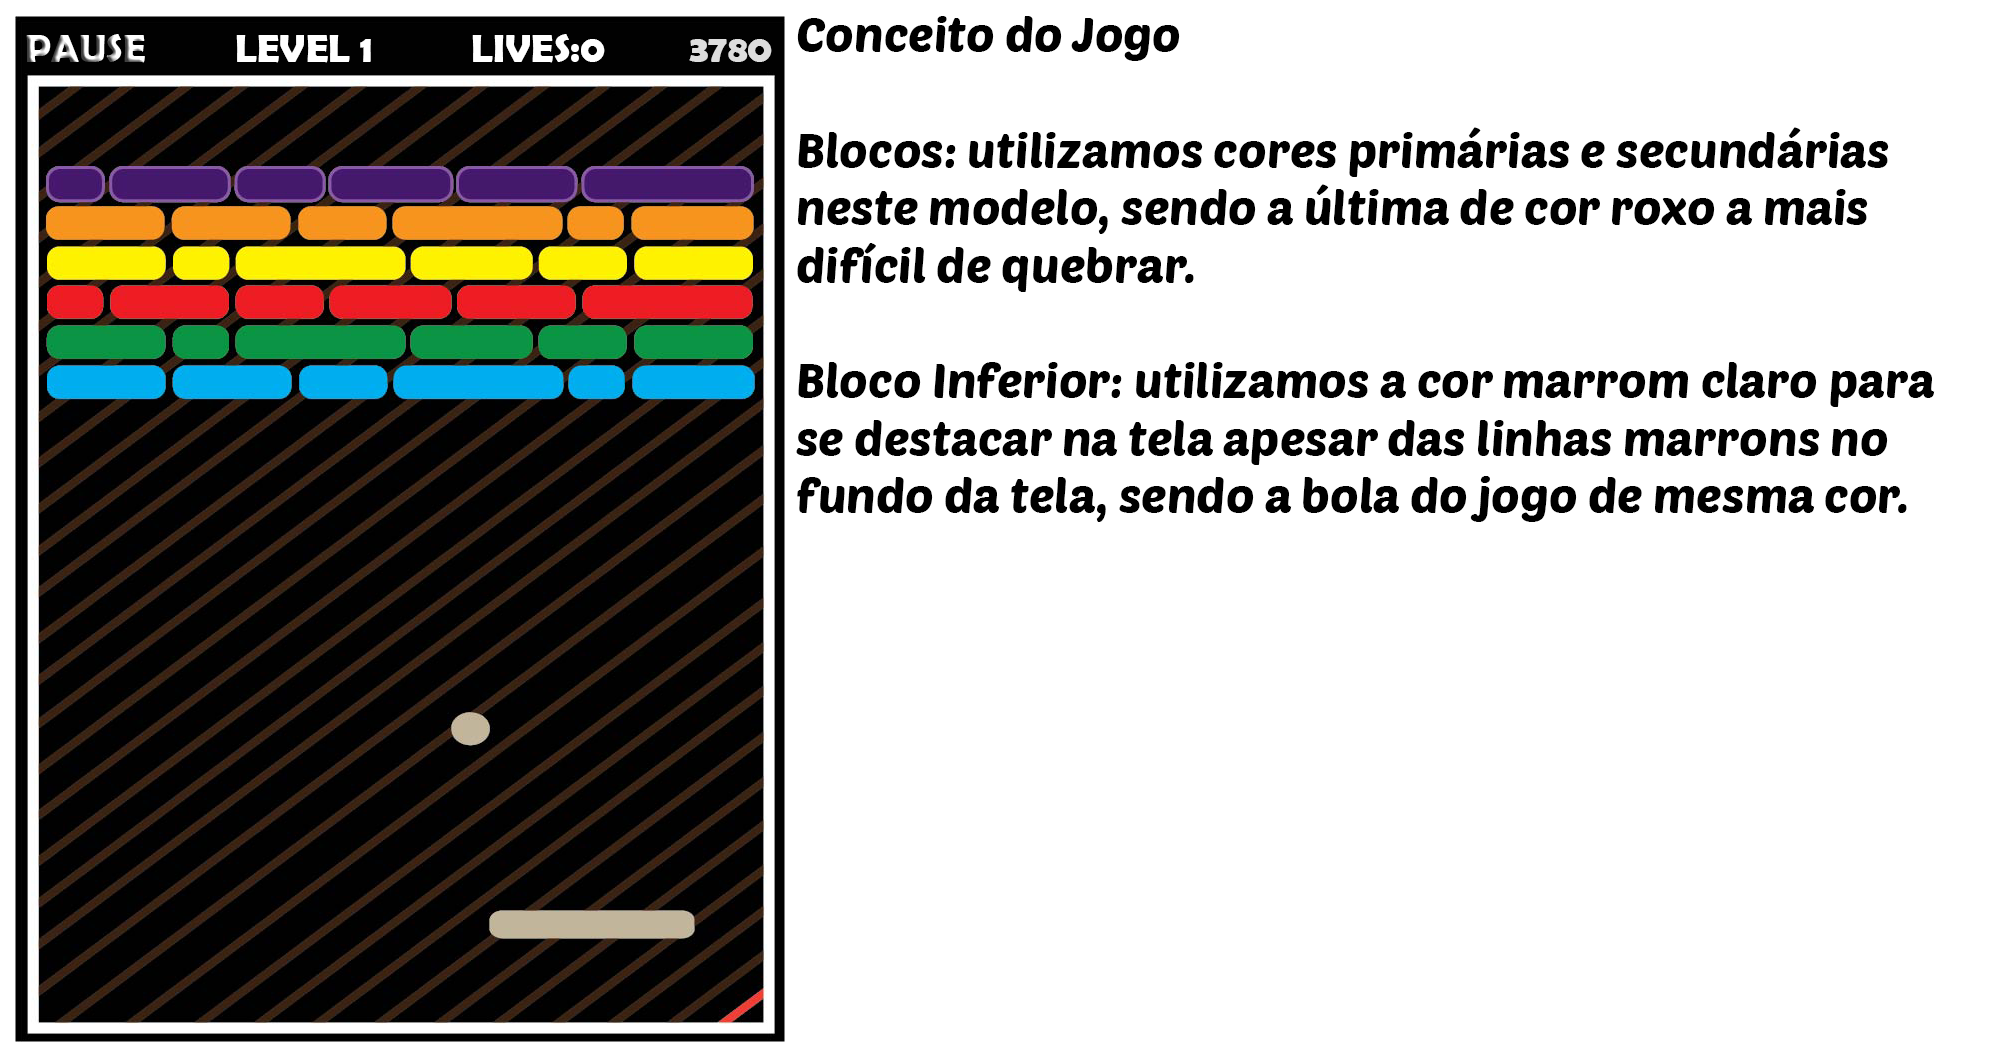 PAUSE LEVEL 1 LIVES:0 3780
Conceito do Jogo
Blocos: utilizamos cores primárias e secundárias
neste modelo, sendo a última de cor roxo a mais
difícil de quebrar.
Bloco Inferior: utilizamos a cor marrom claro para
se destacar na tela apesar das linhas marrons no
fundo da tela, sendo a bola do jogo de mesma cor.